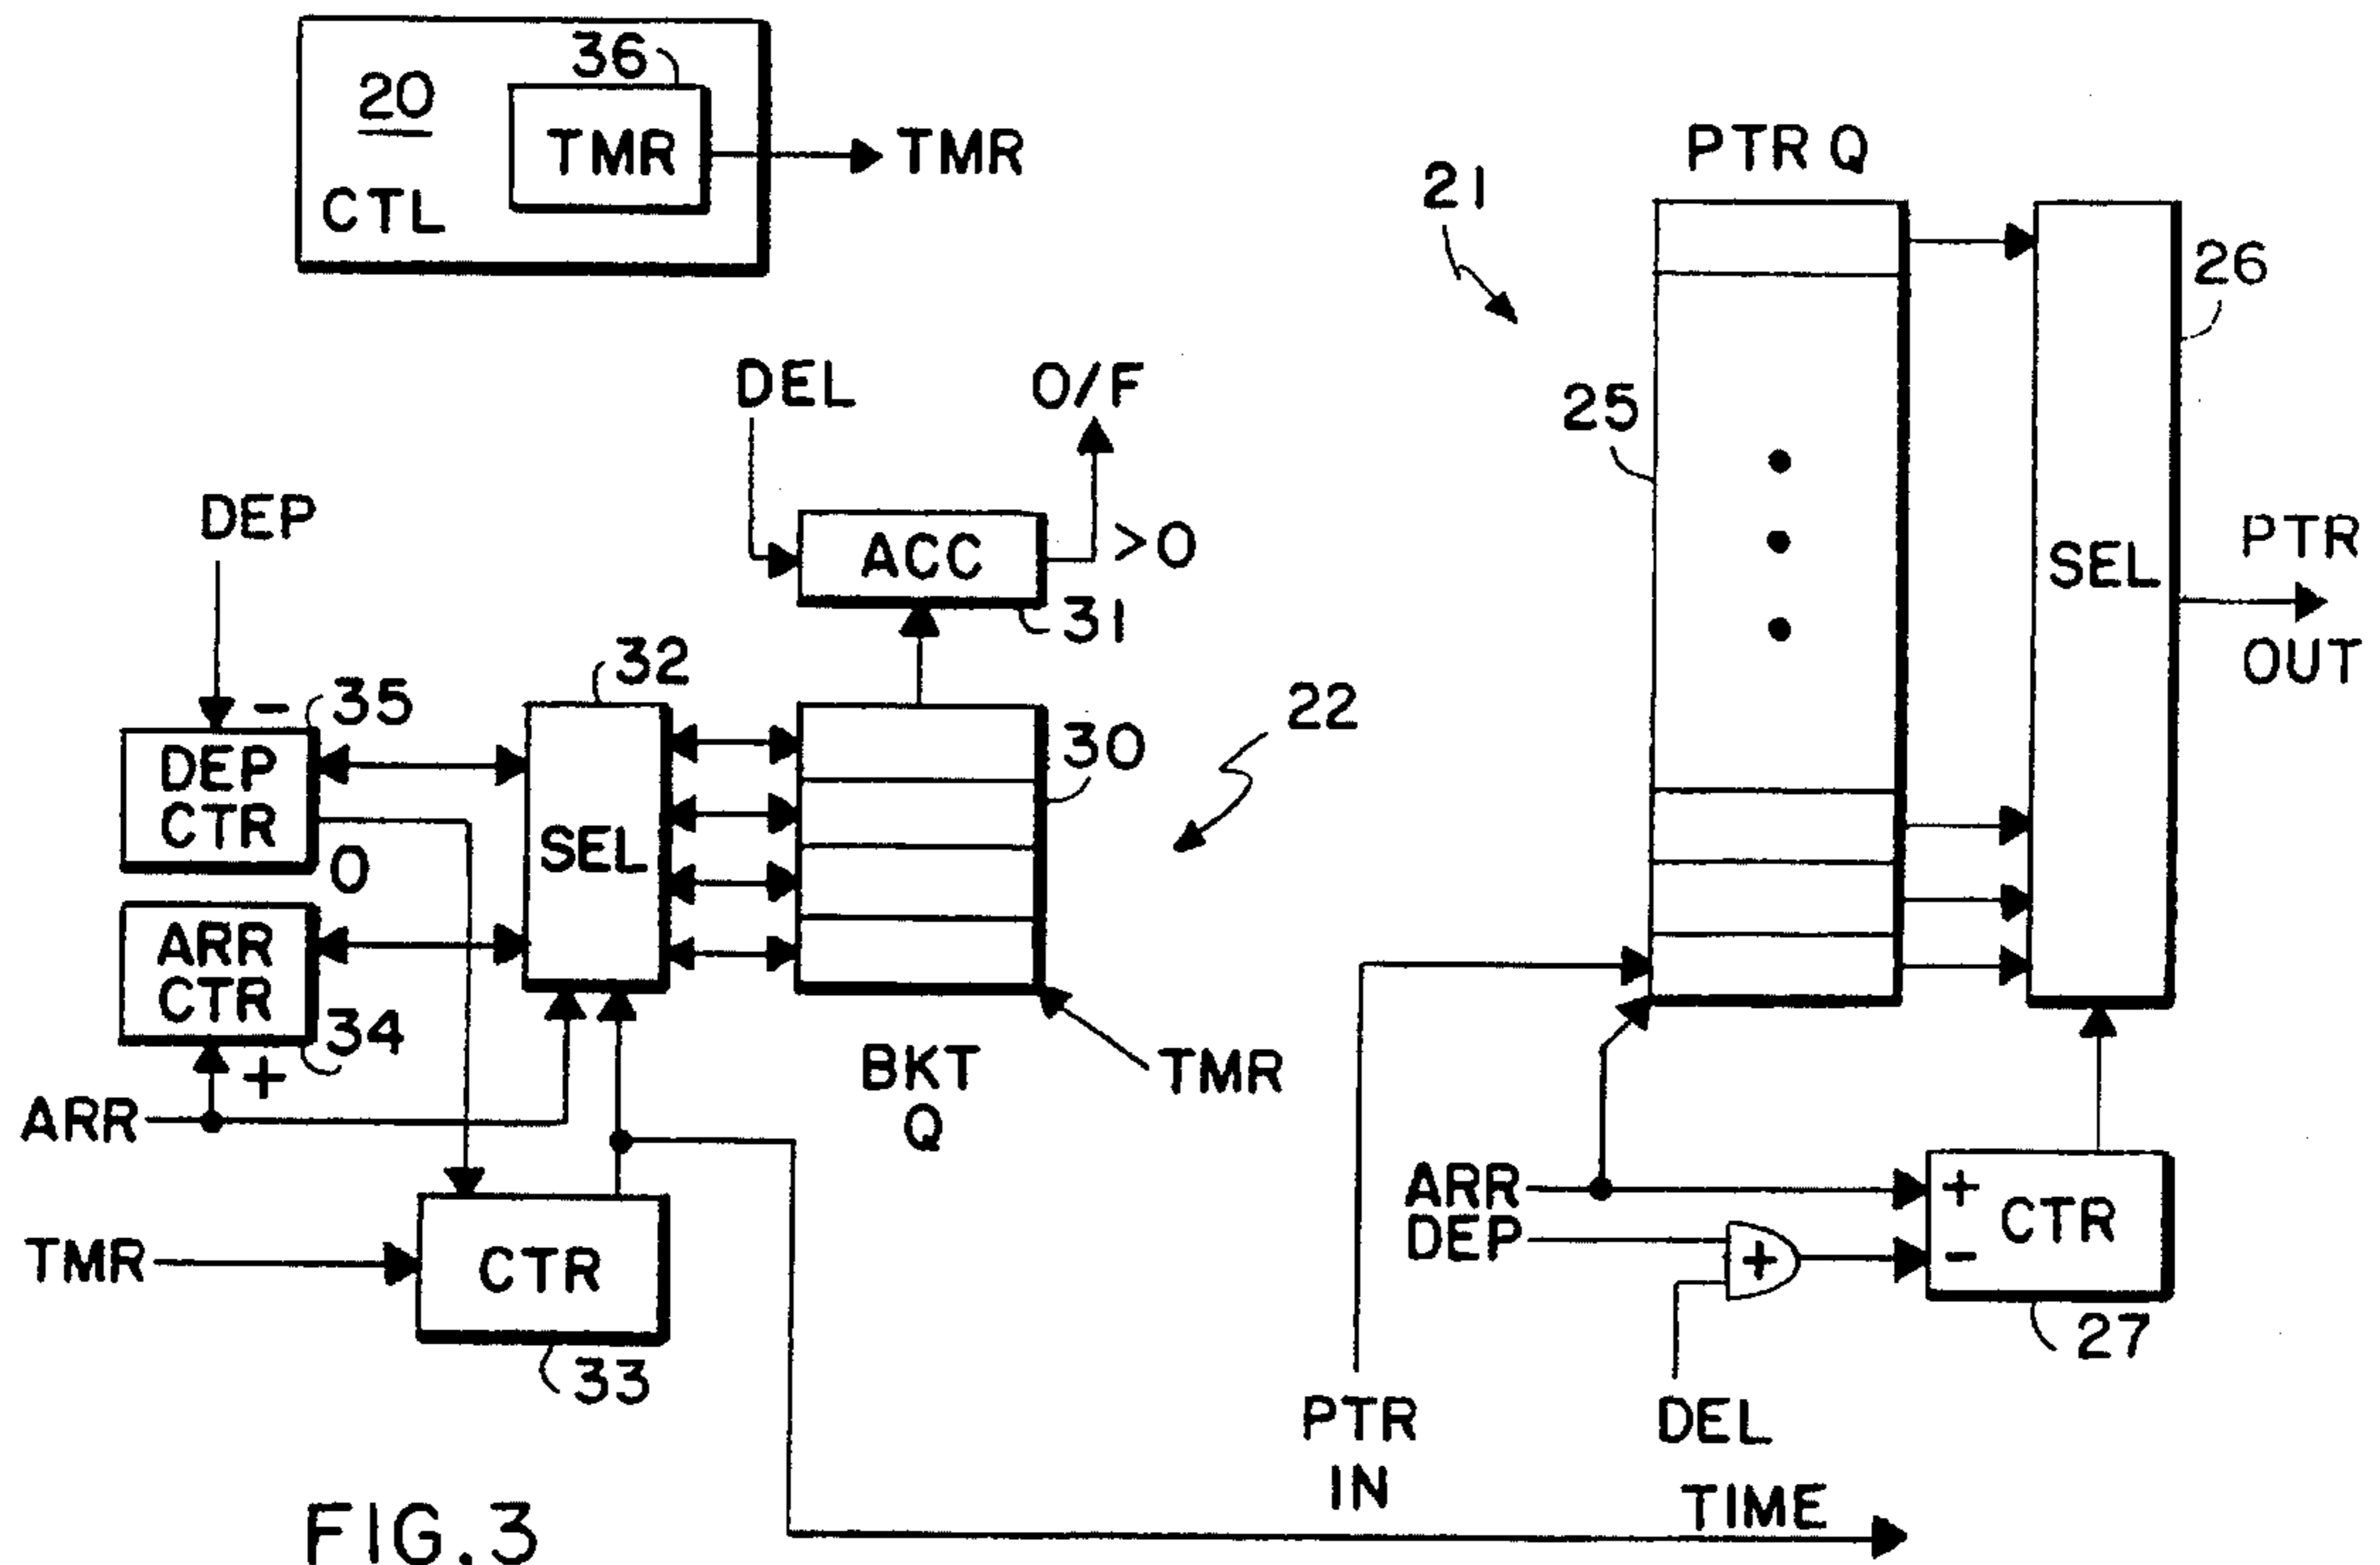 36
20
TMR
TMR
CTL
PTR Q
21
26
DEL
O/F
25
DEP
ACC
>0
PTR
OUT
SEL
31
32
35
-
22
DEP
CTR
30
SEL
0
ARR
CTR
34
+
BKT
Q
TMR
ARR
TMR
CTR
33
ARR
DEP
+
+
-
CTR
27
PTR
IN
DEL
TIME
FIG.3